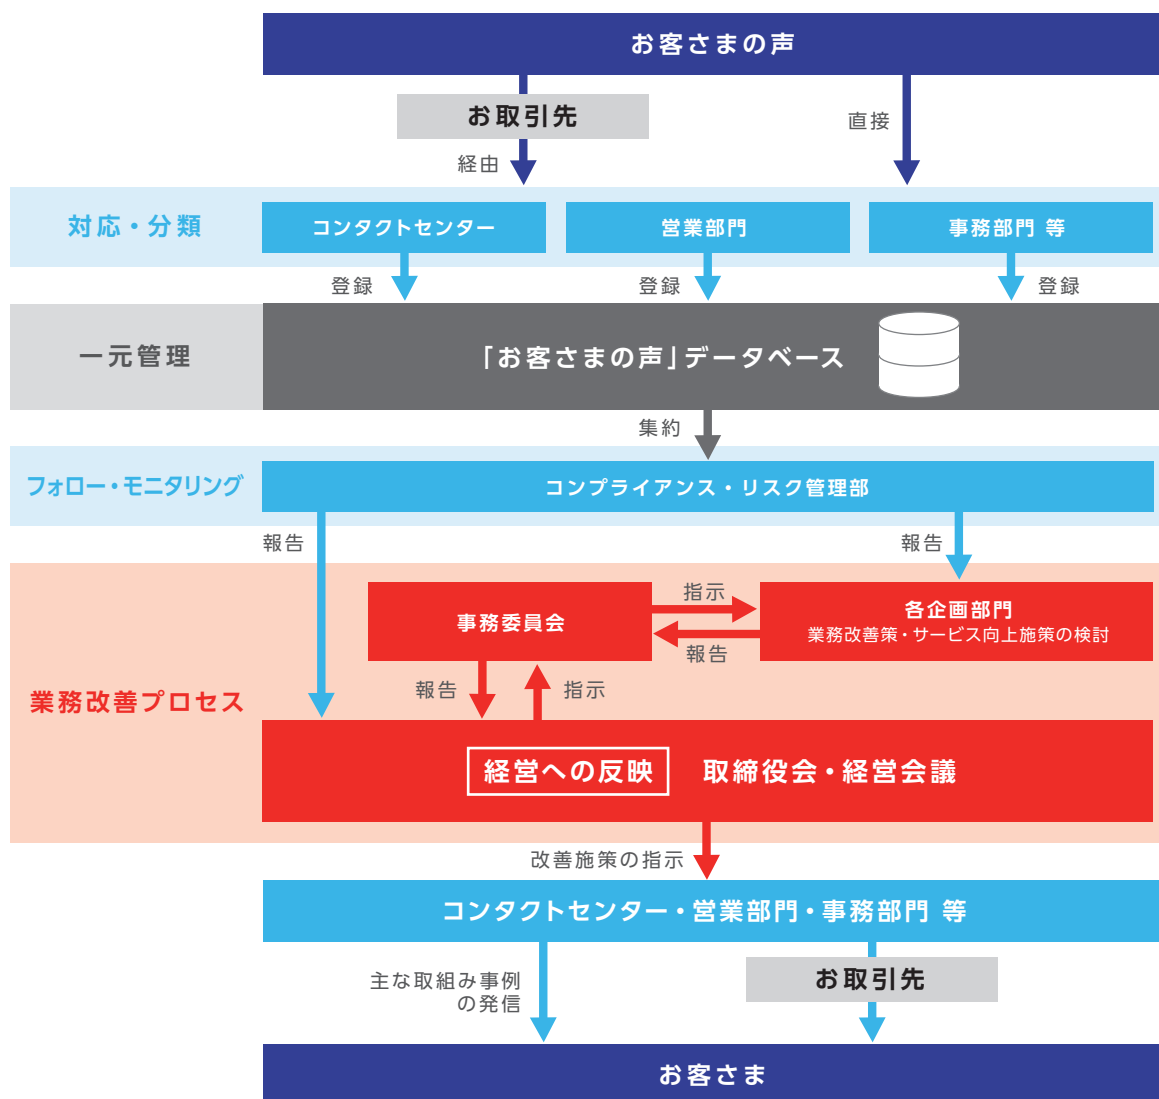 お客さまの声
お取引先
直接
経由
対応・分類
コンタクトセンター
営業部門
事務部門 等
登録
登録
登録
一元管理
「お客さまの声」データベース
集約
フォロー・モニタリング
コンプライアンス・リスク管理部
報告
報告
業務改善プロセス
事務委員会
指示
報告
各企画部門
業務改善策・サービス向上施策の検討
報告
指示
経営への反映
取締役会・経営会議
改善施策の指示
コンタクトセンター・営業部門・事務部門 等
主な取組み事例
の発信
お取引先
お客さま